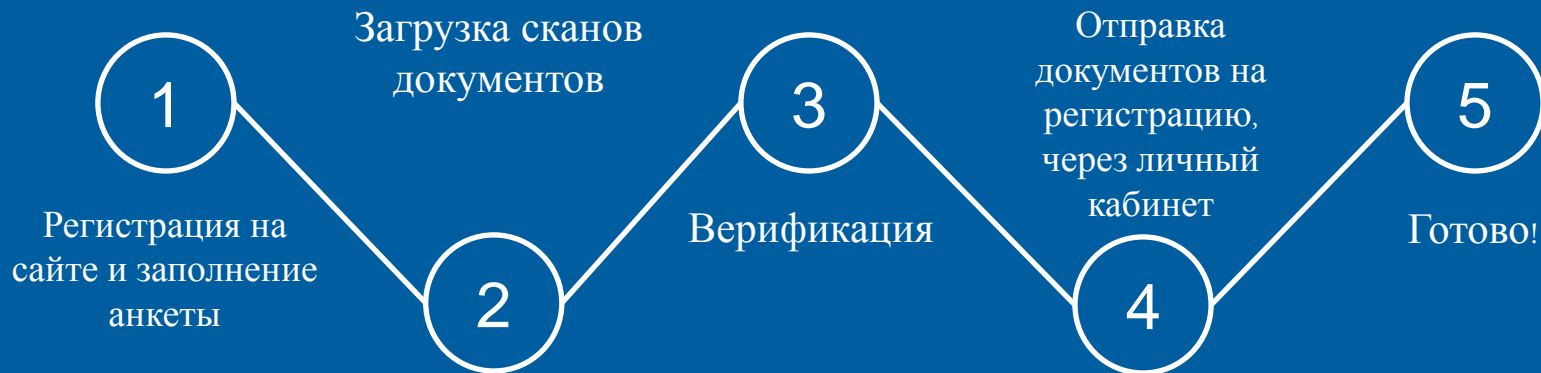 1
Регистрация на
сайте и заполнение
анкеты
Загрузка сканов
документов
2
3
Верификация
Отправка
документов на
регистрацию,
через личный
кабинет
4
5
Готово!